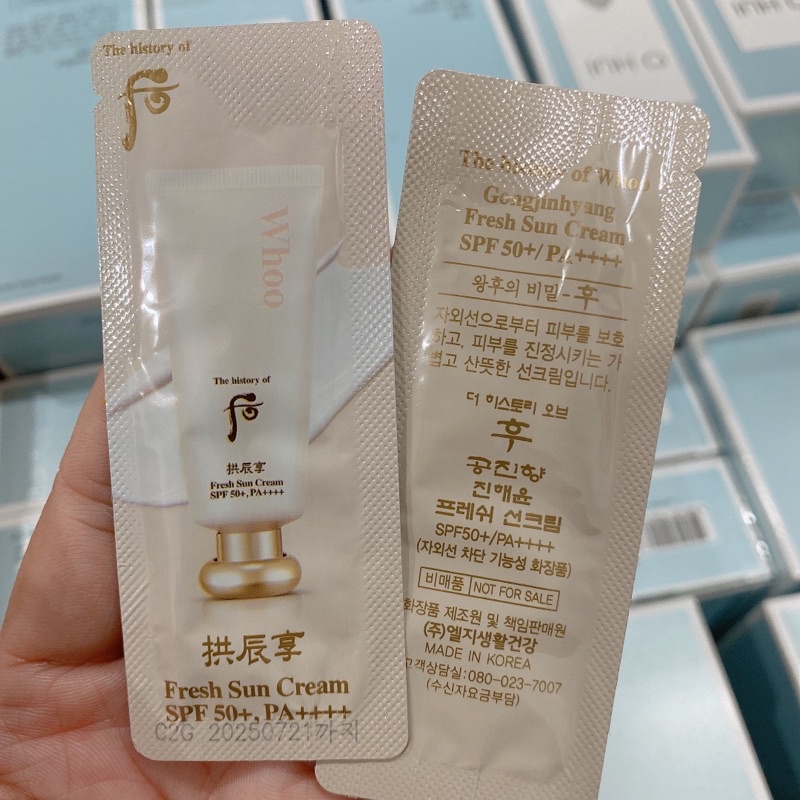 The history of
后
Whoo
The history of
后
拱辰享
Fresh Sun Cream
SPF 50+, PA++++
拱辰享
Fresh Sun Cream
SPF 50+, PA++++
C2G 20250721까지
The history of Whoo
Gongjinhyang
Fresh Sun Cream
SPF 50+/ PA++++
왕후의 비밀-후
자외선으로부터 피부를 보호
하고, 피부를 진정시키는 가
볍고 산뜻한 선크림입니다.
더 히스토리 오브
후
공진향
진해윤
프레쉬 선크림
SPF50+/PA++++
(자외선 차단 기능성 화장품)
비매품 NOT FOR SALE
화장품 제조원 및 책임판매원
(주)엘지생활건강
MADE IN KOREA
고객상담실:080-023-7007
(수신자요금부담)